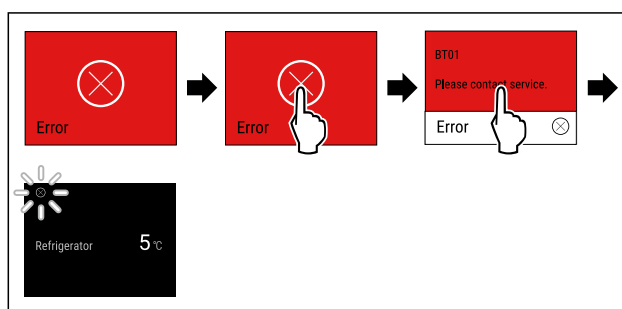 Error
Error
BT01
Please contact service.
Error
Refrigerator 5 °C